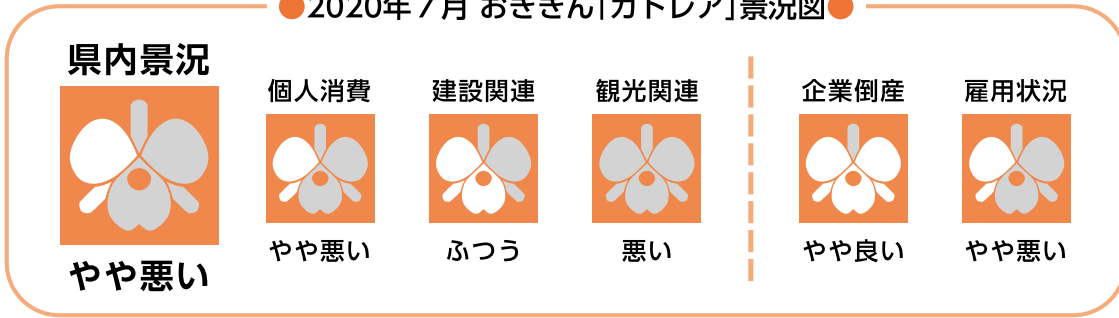 ●2020年7月 おきぎん「カトレア」景況図●
県内景況
やや悪い
個人消費
やや悪い
建設関連
ふつう
観光関連
悪い
企業倒産
やや良い
雇用状況
やや悪い